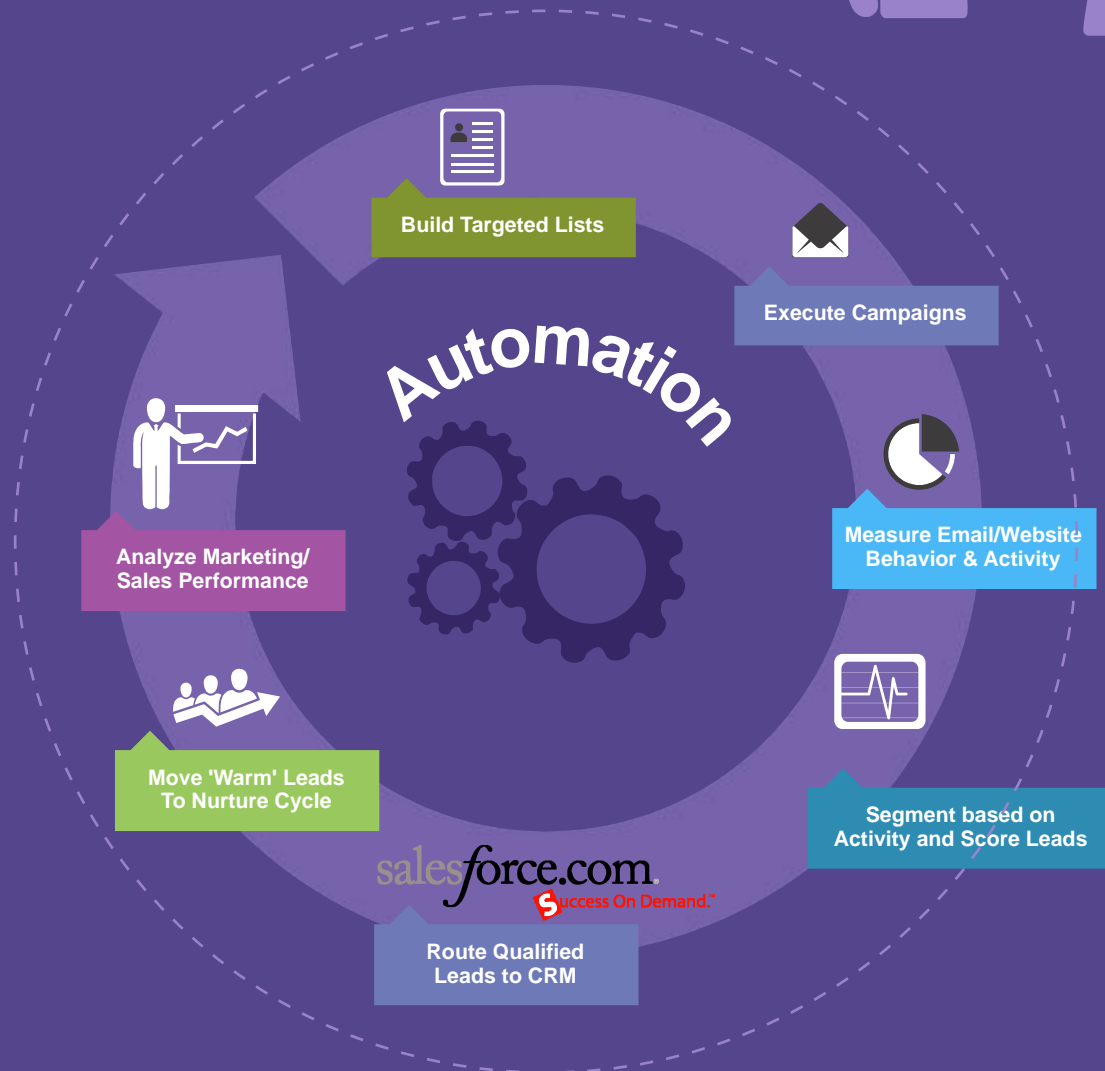 Build Targeted Lists
Execute Campaigns
Automation
Measure Email/Website
Behavior & Activity
Analyze Marketing/
Sales Performance
Move 'Warm' Leads
To Nurture Cycle
Segment based on
Activity and Score Leads
salesforce.com.
Success On Demand.™
Route Qualified
Leads to CRM